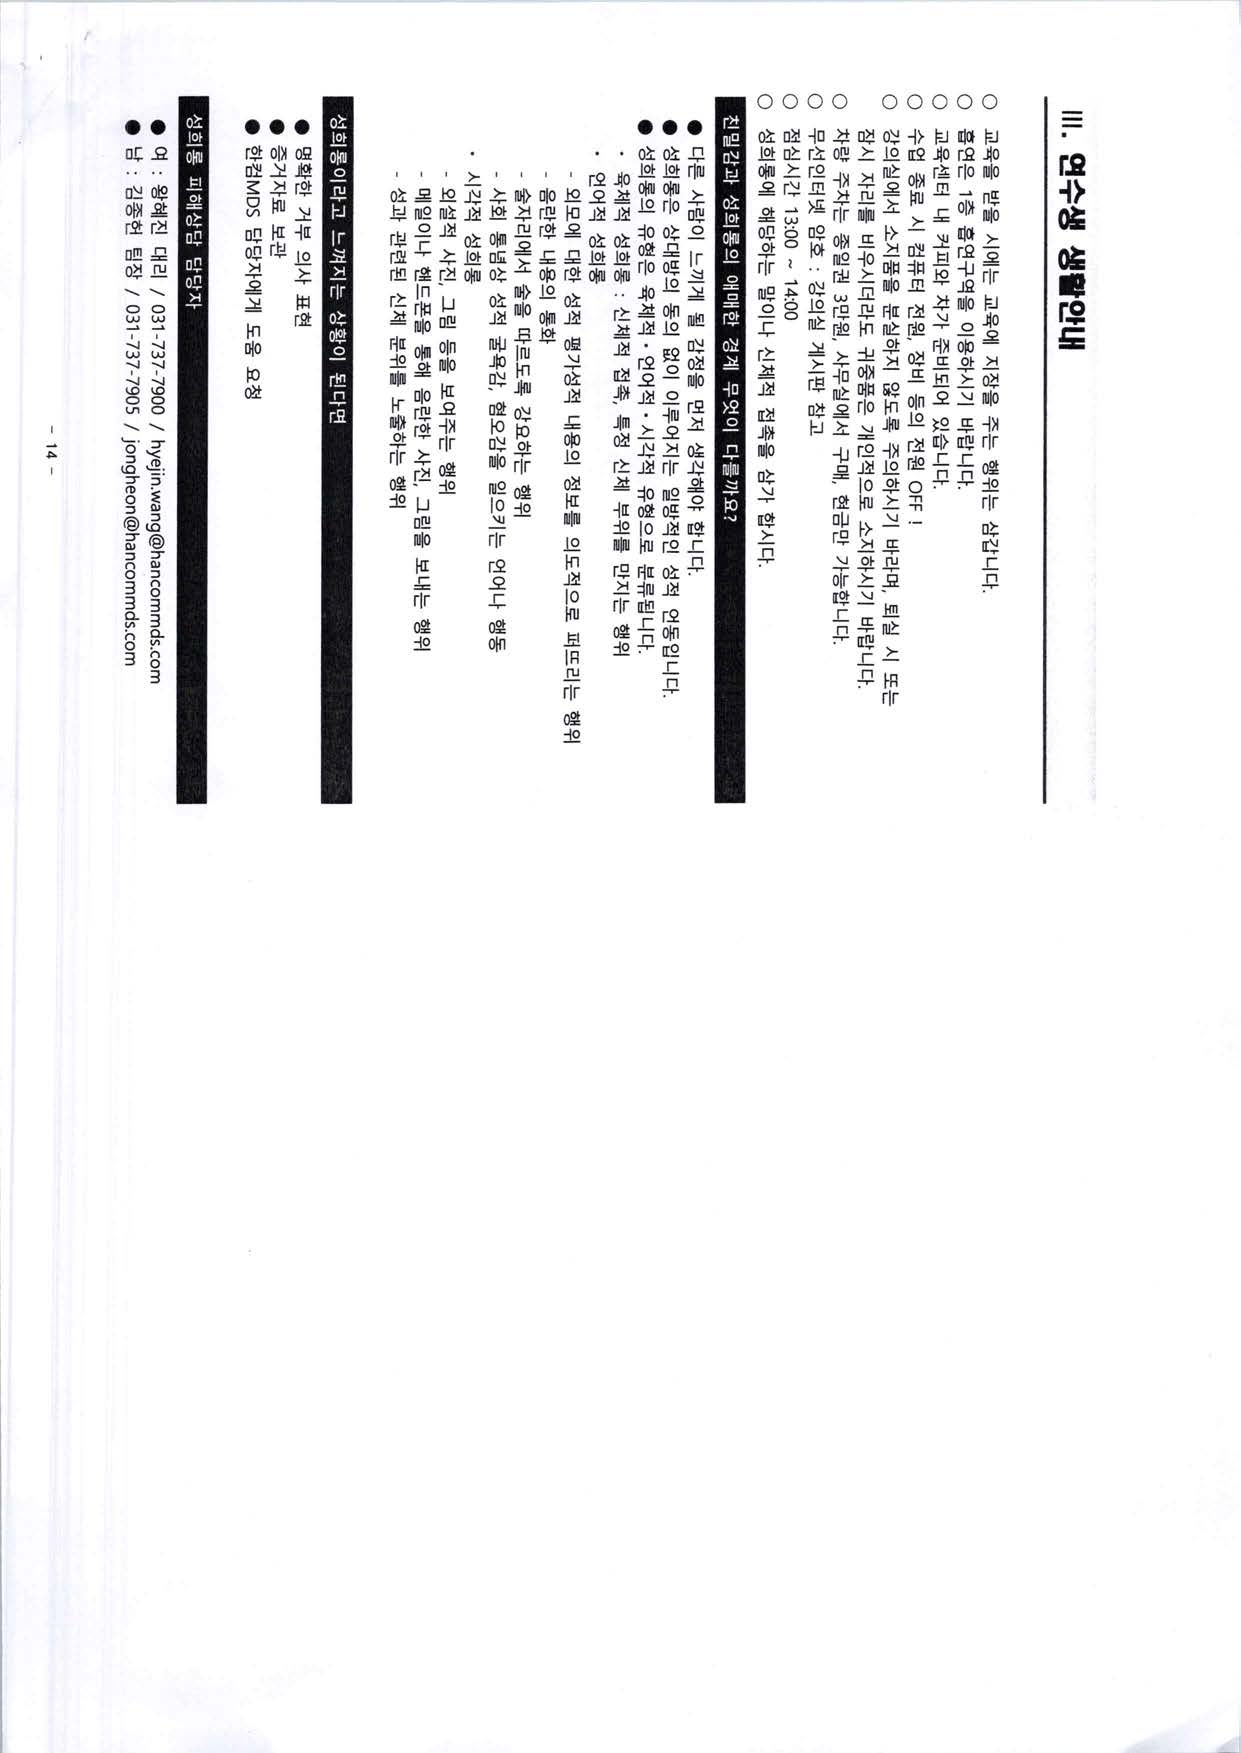 III. 연수생 생활안내
○ 교육을 받을 시에는 교육에 지장을 주는 행위는 삼갑니다.
○ 흡연은 1층 흡연구역을 이용하시기 바랍니다.
○ 교육센터 내 커피와 차가 준비되어 있습니다.
○ 수업 종료 시 컴퓨터 전원, 장비 등의 전원 OFF !
○ 강의실에서 소지품을 분실하지 않도록 주의하시기 바라며, 퇴실 시 또는
잠시 자리를 비우시더라도 귀중품은 개인적으로 소지하시기 바랍니다.
○ 차량 주차는 종일권 3만원, 사무실에서 구매, 현금만 가능합니다.
○ 무선인터넷 암호 : 강의실 게시판 참고
○ 점심시간 13:00 ~ 14:00
○ 성희롱에 해당하는 말이나 신체적 접촉을 삼가 합시다.
친밀감과 성희롱의 애매한 경계 무엇이 다를까요?
● 다른 사람이 느끼게 될 감정을 먼저 생각해야 합니다.
● 성희롱은 상대방의 동의 없이 이루어지는 일방적인 성적 언동입니다.
● 성희롱의 유형은 육체적・언어적・시각적 유형으로 분류됩니다.
・ 육체적 성희롱 : 신체적 접촉, 특정 신체 부위를 만지는 행위
・ 언어적 성희롱
- 외모에 대한 성적 평가성적 내용의 정보를 의도적으로 퍼뜨리는 행위
- 음란한 내용의 통화
- 술자리에서 술을 따르도록 강요하는 행위
- 사회 통념상 성적 굴욕감, 혐오감을 일으키는 언어나 행동
・ 시각적 성희롱
- 외설적 사진, 그림 등을 보여주는 행위
- 메일이나 핸드폰을 통해 음란한 사진, 그림을 보내는 행위
- 성과 관련된 신체 분위를 노출하는 행위
성희롱이라고 느껴지는 상황이 된다면
● 명확한 거부 의사 표현
● 증거자료 보관
● 한컴MDS 담당자에게 도움 요청
성희롱 피해상담 담당자
● 여 : 왕혜진 대리 / 031-737-7900 / hyejin.wang@hancommds.com
● 남 : 김종헌 팀장 / 031-737-7905 / jongheon@hancommds.com
- 14 -